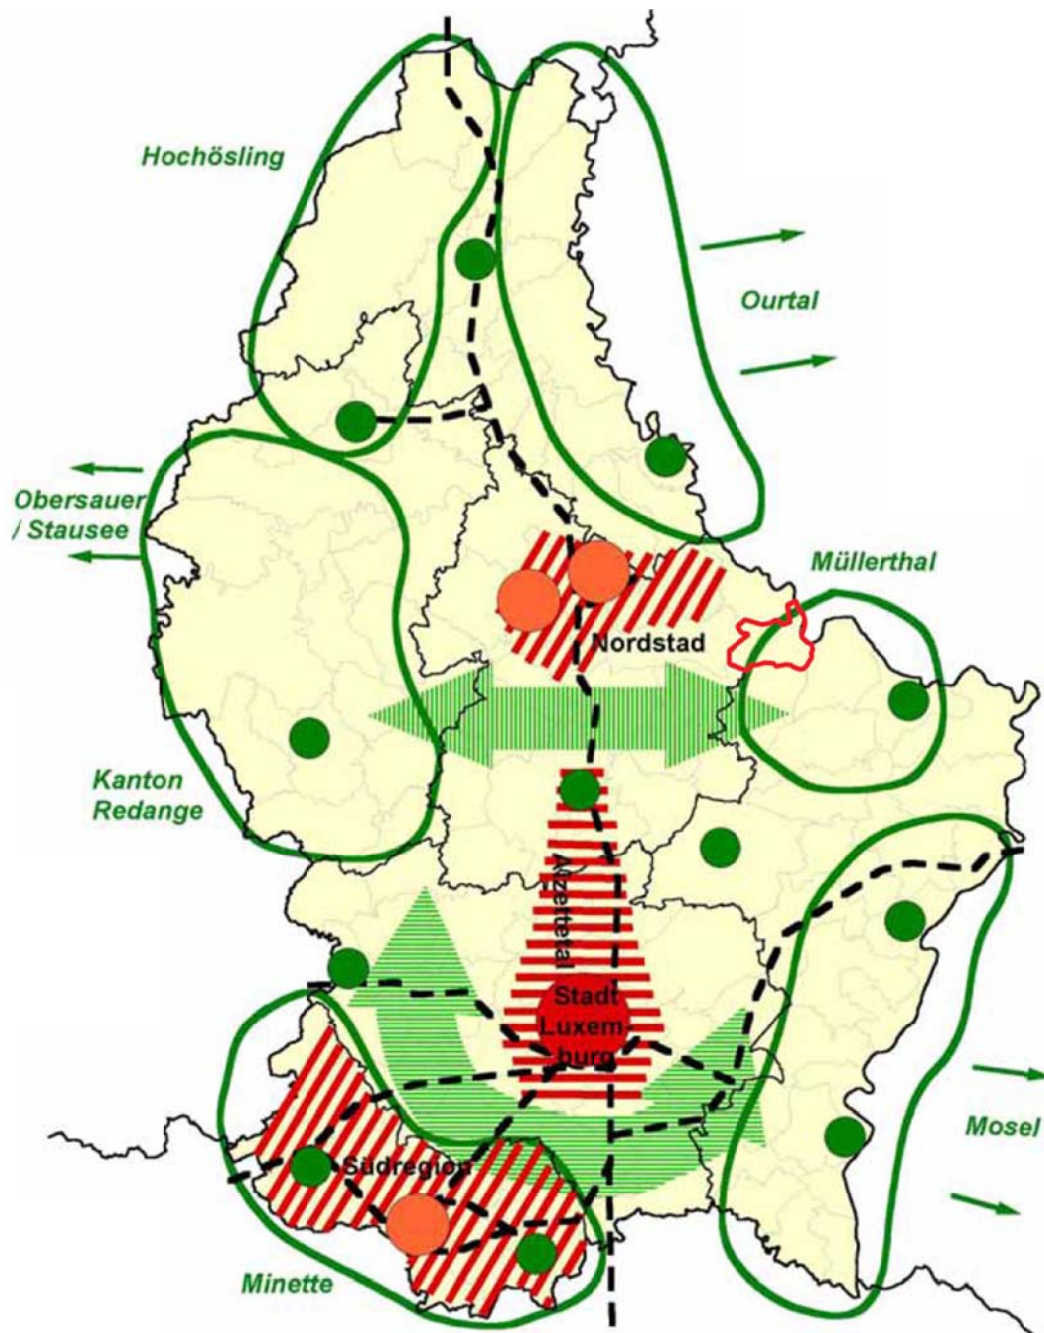 Hochösling
Ourtal
Obersauer
/ Stausee
Müllerthal
Nordstad
Kanton
Redange
Alzettetal
Stadt
Luxem-
burg
Mosel
Südregion
Minette